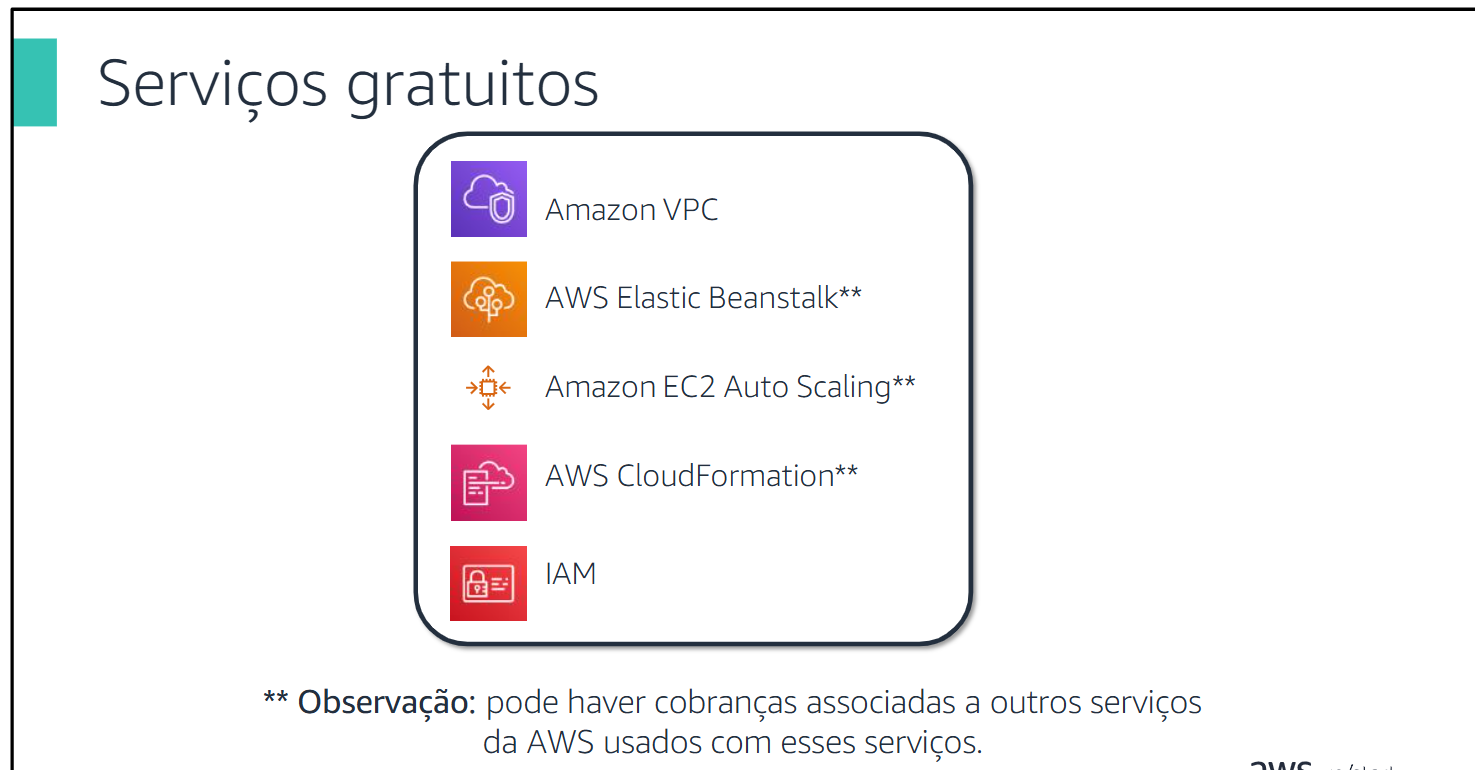 Serviços gratuitos
Amazon VPC
AWS Elastic Beanstalk**
Amazon EC2 Auto Scaling**
AWS CloudFormation**
IAM
** Observação: pode haver cobranças associadas a outros serviços
da AWS usados com esses serviços.
aws